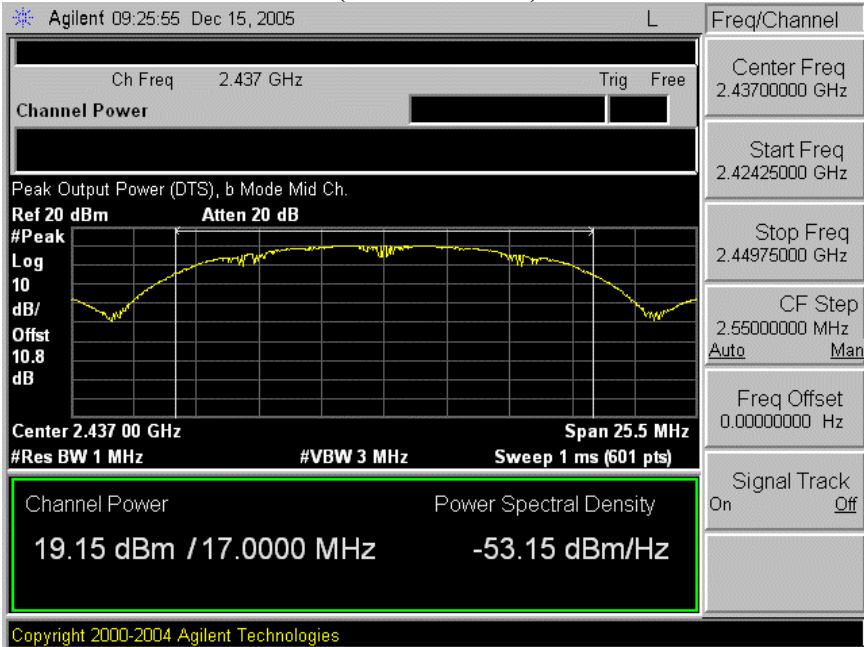 Agilent 09:25:55 Dec 15, 2005 L
Freq/Channel
Ch Freq 2.437 GHz Trig Free
Channel Power
Center Freq
2.43700000 GHz
Start Freq
2.42425000 GHz
Stop Freq
2.44975000 GHz
CF Step
2.55000000 MHz
Auto Man
Freq Offset
0.00000000 Hz
Signal Track
On Off
Peak Output Power (DTS), b Mode Mid Ch.
Ref 20 dBm Atten 20 dB
#Peak
Log
10
dB/
Offst
10.8
dB
Center 2.437 00 GHz Span 25.5 MHz
#Res BW 1 MHz #VBW 3 MHz Sweep 1 ms (601 pts)
Channel Power Power Spectral Density
19.15 dBm / 17.0000 MHz -53.15 dBm/Hz
Copyright 2000-2004 Agilent Technologies